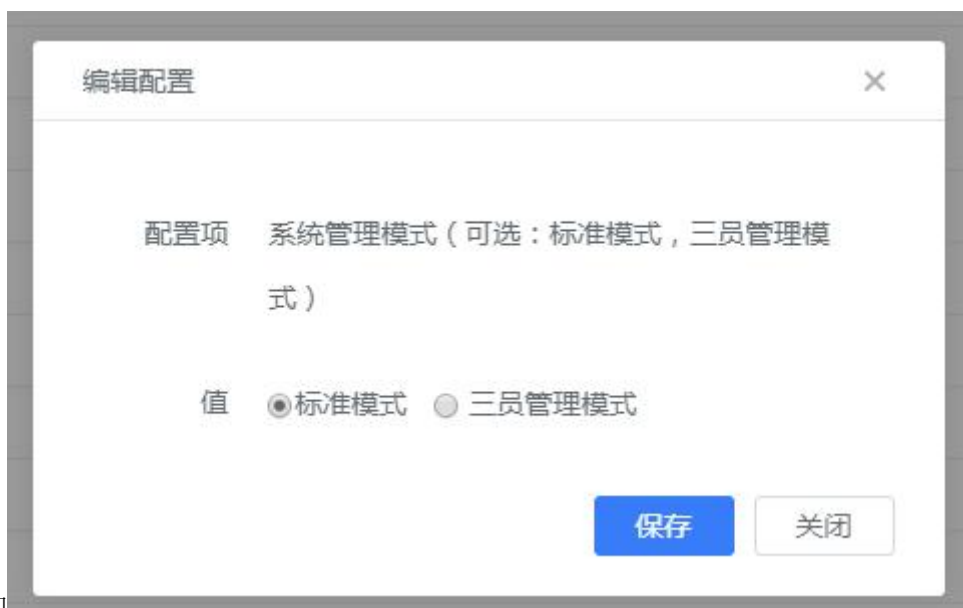 编辑配置
配置项 系统管理模式（可选：标准模式，三员管理模
式）
值 标准模式 三员管理模式
保存 关闭